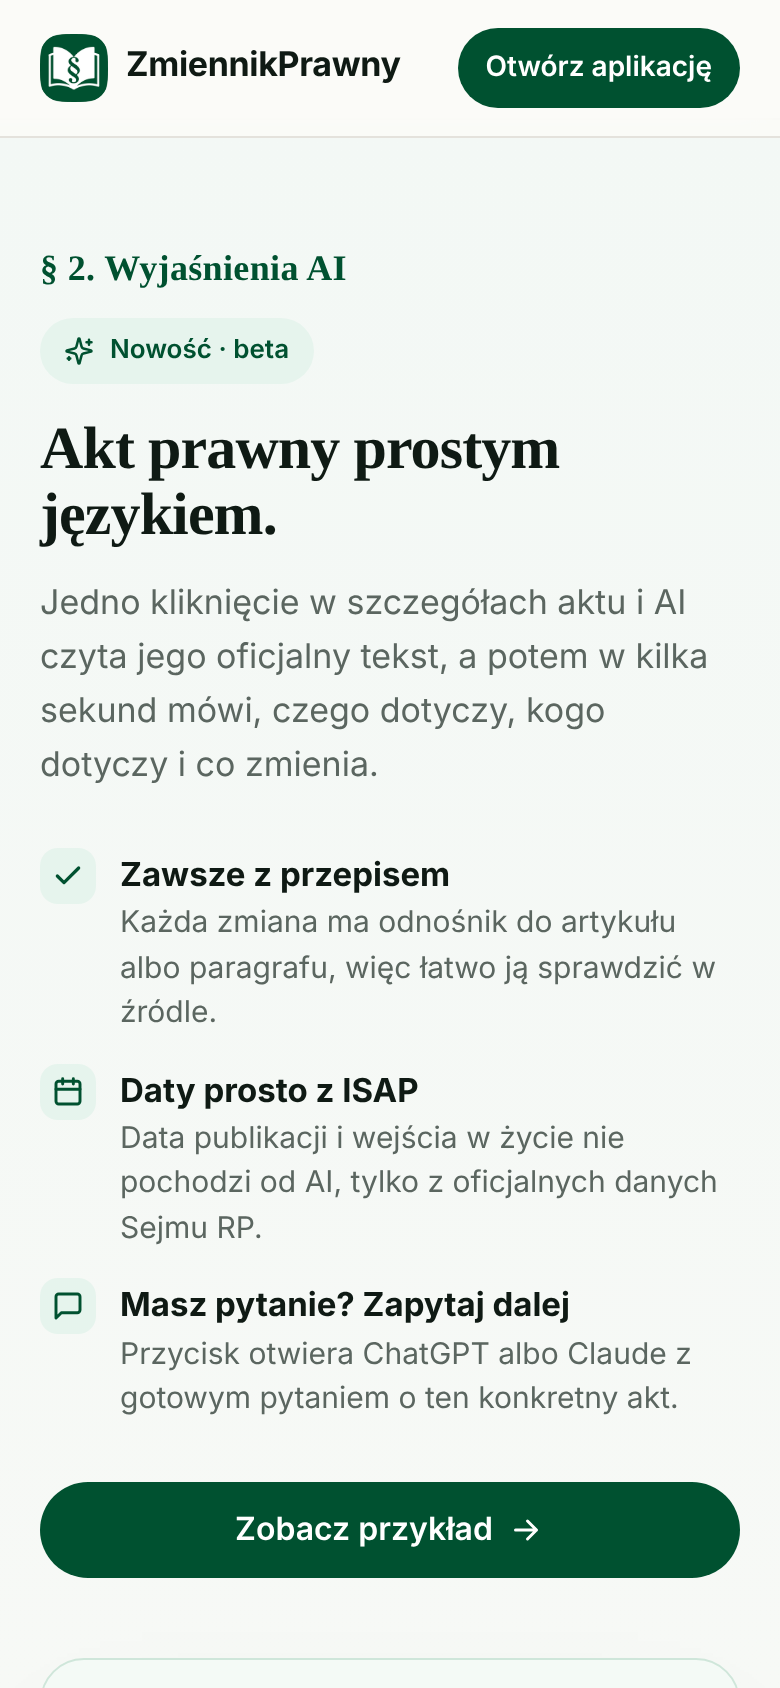 §
ZmiennikPrawny
Otwórz aplikację
§ 2. Wyjaśnienia AI
Nowość · beta
Akt prawny prostym
językiem.
Jedno kliknięcie w szczegółach aktu i AI
czyta jego oficjalny tekst, a potem w kilka
sekund mówi, czego dotyczy, kogo
dotyczy i co zmienia.
Zawsze z przepisem
Każda zmiana ma odnośnik do artykułu
albo paragrafu, więc łatwo ją sprawdzić w
źródle.
Daty prosto z ISAP
Data publikacji i wejścia w życie nie
pochodzi od AI, tylko z oficjalnych danych
Sejmu RP.
Masz pytanie? Zapytaj dalej
Przycisk otwiera ChatGPT albo Claude z
gotowym pytaniem o ten konkretny akt.
Zobacz przykład →